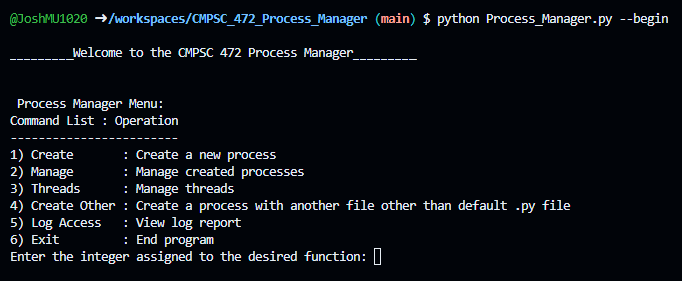 @JoshMU1020 ➜/workspaces/CMPSC_472_Process_Manager (main) $ python Process_Manager.py --begin
_________Welcome to the CMPSC 472 Process Manager_________
Process Manager Menu:
Command List : Operation
------------------------
1) Create       : Create a new process
2) Manage       : Manage created processes
3) Threads      : Manage threads
4) Create Other : Create a process with another file other than default .py file
5) Log Access   : View log report
6) Exit         : End program
Enter the integer assigned to the desired function: